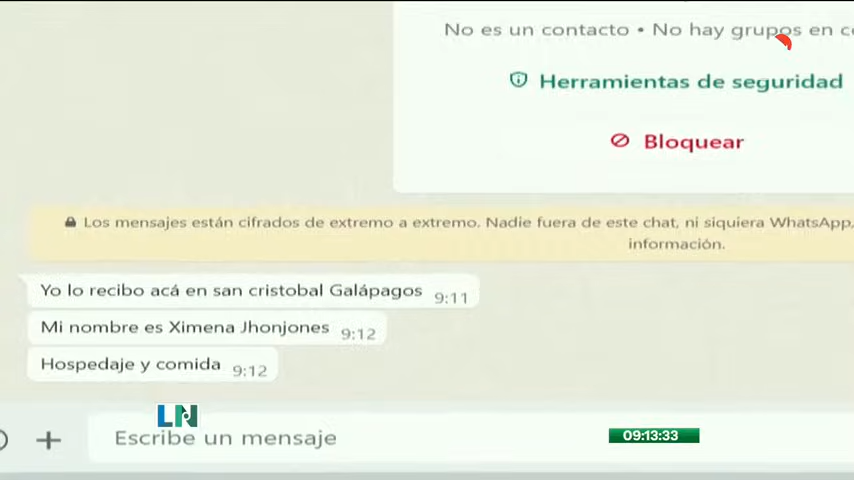 No es un contacto • No hay grupos en
Herramientas de seguridad
Bloquear
Los mensajes están cifrados de extremo a extremo. Nadie fuera de este chat, ni siquiera WhatsApp,
información.
Yo lo recibo acá en san cristobal Galápagos 9:11
Mi nombre es Ximena Jhonjones 9:12
Hospedaje y comida 9:12
LN
Escribe un mensaje
09:13:33